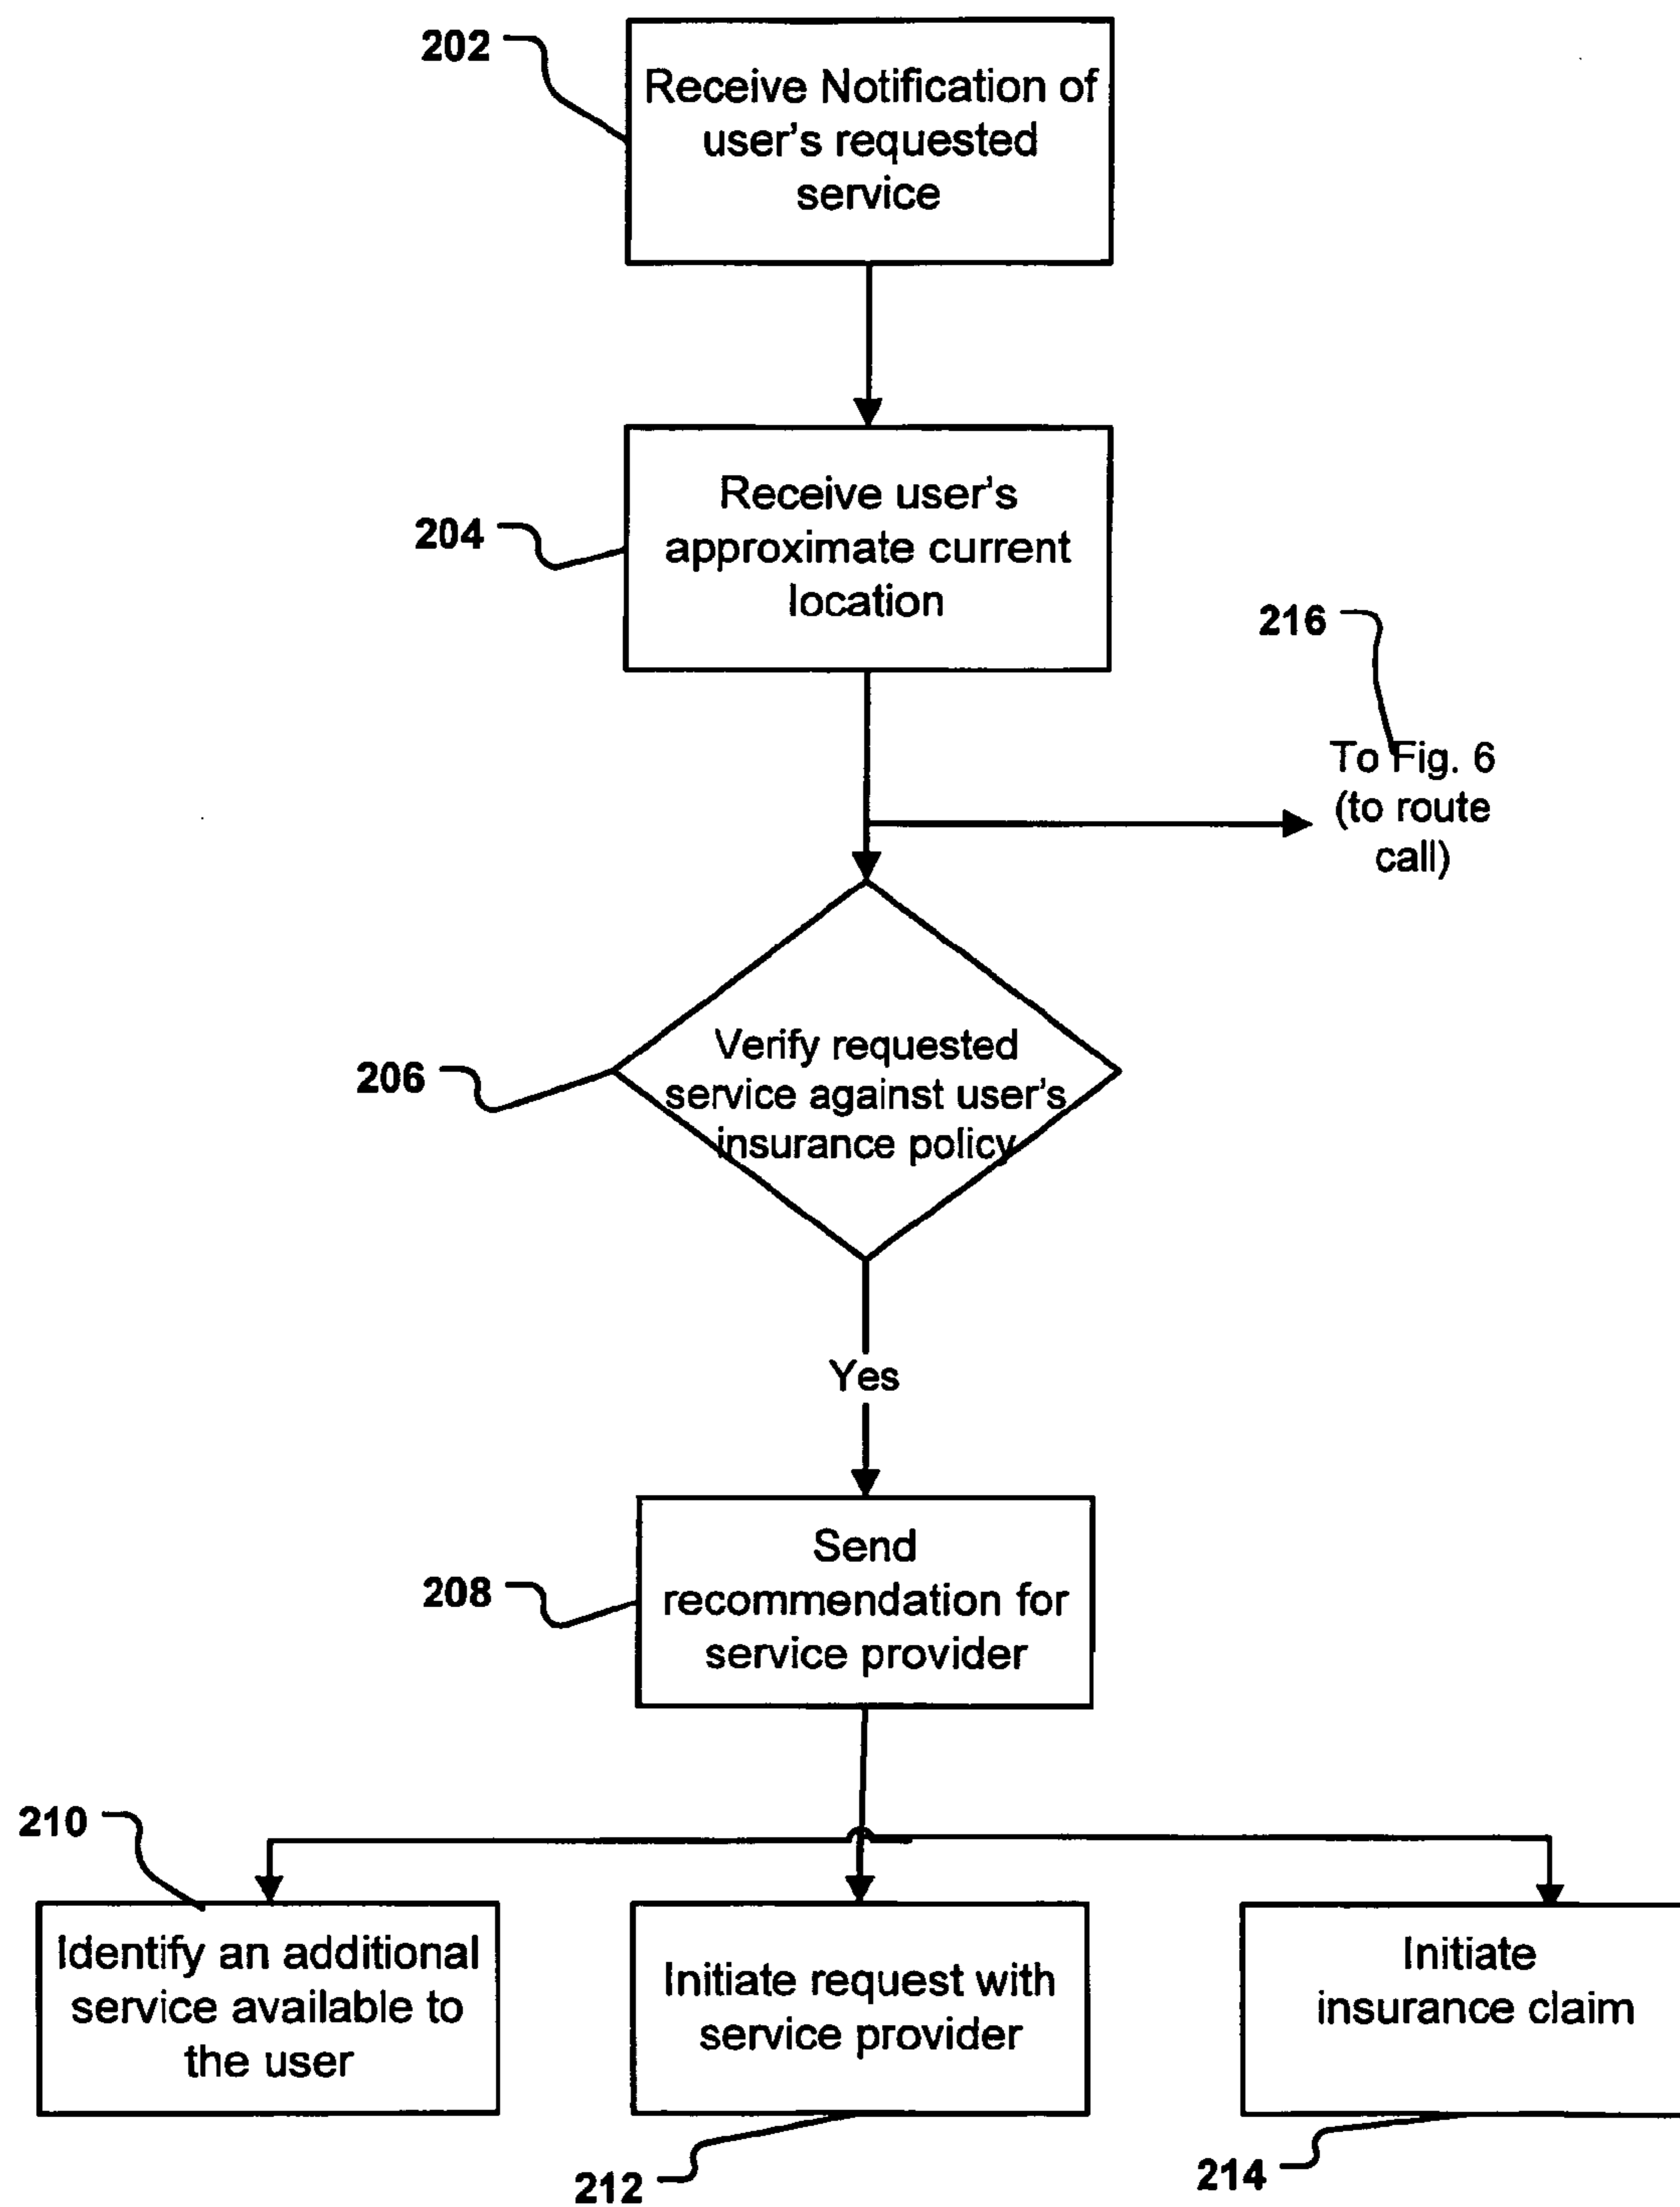 202
Receive Notification of
user's requested
service
204
Receive user's
approximate current
location
216
To Fig. 6
(to route
call)
206
Verify requested
service against user's
insurance policy
Yes
208
Send
recommendation for
service provider
210
Identify an additional
service available to
the user
Initiate request with
service provider
Initiate
insurance claim
212
214